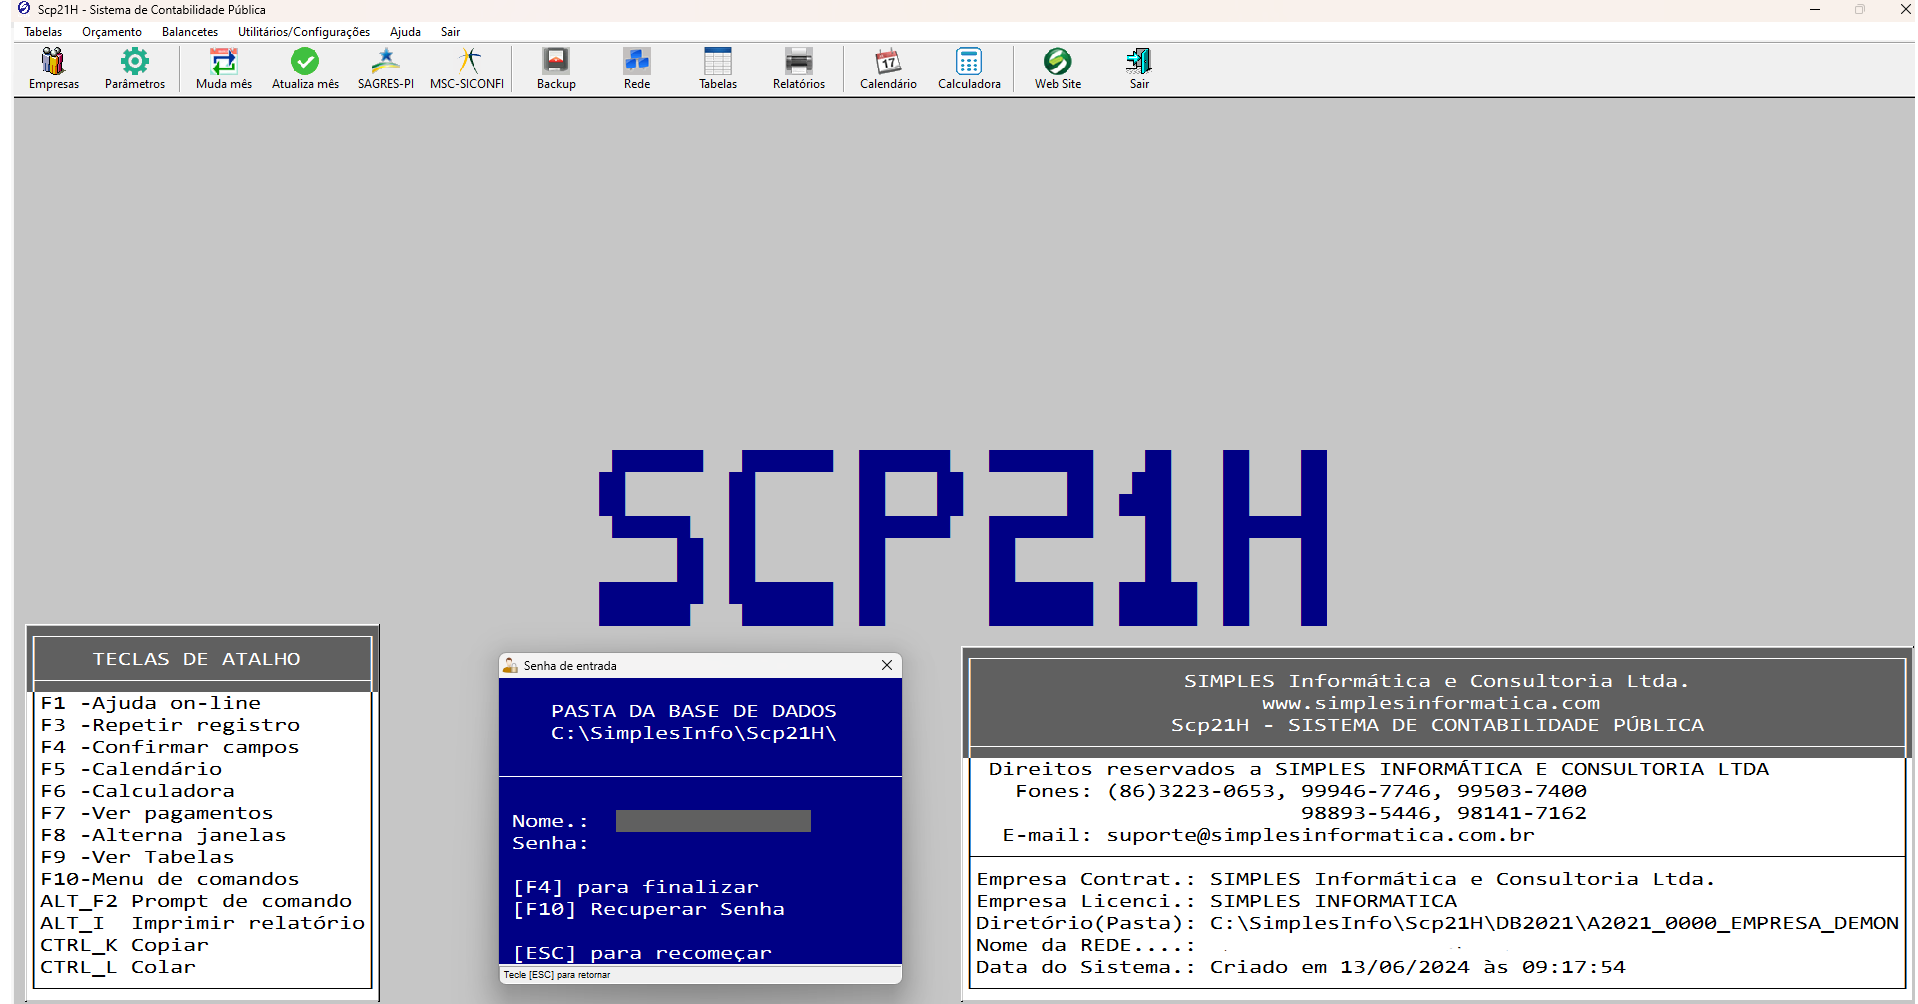 Scp21H - Sistema de Contabilidade Pública
Tabelas Orçamento Balancetes Utilitários/Configurações Ajuda Sair
17
Empresas Parâmetros Muda mês Atualiza mês SAGRES-PI MSC-SICONFI Backup Rede Tabelas Relatórios Calendário Calculadora Web Site Sair
SCP21H
TECLAS DE ATALHO
F1 -Ajuda on-line
F3 -Repetir registro
F4 -Confirmar campos
F5 -Calendário
F6 -Calculadora
F7 -Ver pagamentos
F8 -Alterna janelas
F9 -Ver Tabelas
F10-Menu de comandos
ALT_F2 Prompt de comando
ALT_I Imprimir relatório
CTRL_K Copiar
CTRL_L Colar
Senha de entrada
PASTA DA BASE DE DADOS
C:\SimplesInfo\Scp21H\
Nome.:
Senha:
[F4] para finalizar
[F10] Recuperar Senha
[ESC] para recomeçar
Tecle [ESC] para retornar
SIMPLES Informática e Consultoria Ltda.
www.simplesinformatica.com
Scp21H - SISTEMA DE CONTABILIDADE PÚBLICA
Direitos reservados a SIMPLES INFORMÁTICA E CONSULTORIA LTDA
Fones: (86)3223-0653, 99946-7746, 99503-7400
98893-5446, 98141-7162
E-mail: suporte@simplesinformatica.com.br
Empresa Contrat.: SIMPLES Informática e Consultoria Ltda.
Empresa Licenci.: SIMPLES INFORMATICA
Diretório(Pasta): C:\SimplesInfo\Scp21H\DB2021\A2021_0000_EMPRESA_DEMON
Nome da REDE....:
Data do Sistema.: Criado em 13/06/2024 às 09:17:54